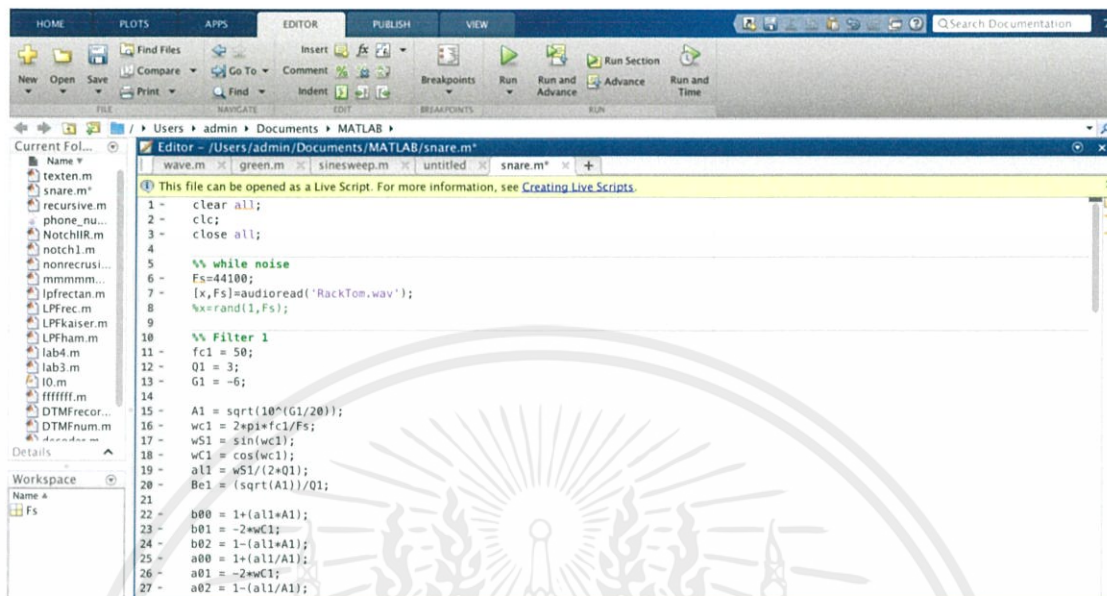 HOME PLOTS APPS EDITOR PUBLISH VIEW
Search Documentation
New Open Save Find Files Compare Print
Go To Find
Insert fx
Comment %
Indent
Breakpoints
Run Run and Advance Run Section Advance Run and Time
FILE NAVIGATE EDIT BREAKPOINTS RUN
/ Users admin Documents MATLAB
Current Fol...
Name
texten.m
snare.m*
recursive.m
phone_nu...
NotchIIR.m
notch1.m
nonrecrusi...
mmmmm...
lpfrectan.m
LPFrec.m
LPFkaiser.m
LPFham.m
lab4.m
lab3.m
I0.m
fffffff.m
DTMFrecor...
DTMFnum.m
decoder.m
Details
Workspace
Name
Fs
Editor - /Users/admin/Documents/MATLAB/snare.m*
wave.m × green.m × sinesweep.m × untitled × snare.m* × +
This file can be opened as a Live Script. For more information, see Creating Live Scripts.
1 - clear all;
2 - clc;
3 - close all;
4
5 %% while noise
6 - Fs=44100;
7 - [x,Fs]=audioread('RackTom.wav');
8 %x=rand(1,Fs);
9
10 %% Filter 1
11 - fc1 = 50;
12 - Q1 = 3;
13 - G1 = -6;
14
15 - A1 = sqrt(10^(G1/20));
16 - wc1 = 2*pi*fc1/Fs;
17 - wS1 = sin(wc1);
18 - wC1 = cos(wc1);
19 - al1 = wS1/(2*Q1);
20 - Be1 = (sqrt(A1))/Q1;
21
22 - b00 = 1+(al1*A1);
23 - b01 = -2*wC1;
24 - b02 = 1-(al1*A1);
25 - a00 = 1+(al1/A1);
26 - a01 = -2*wC1;
27 - a02 = 1-(al1/A1);